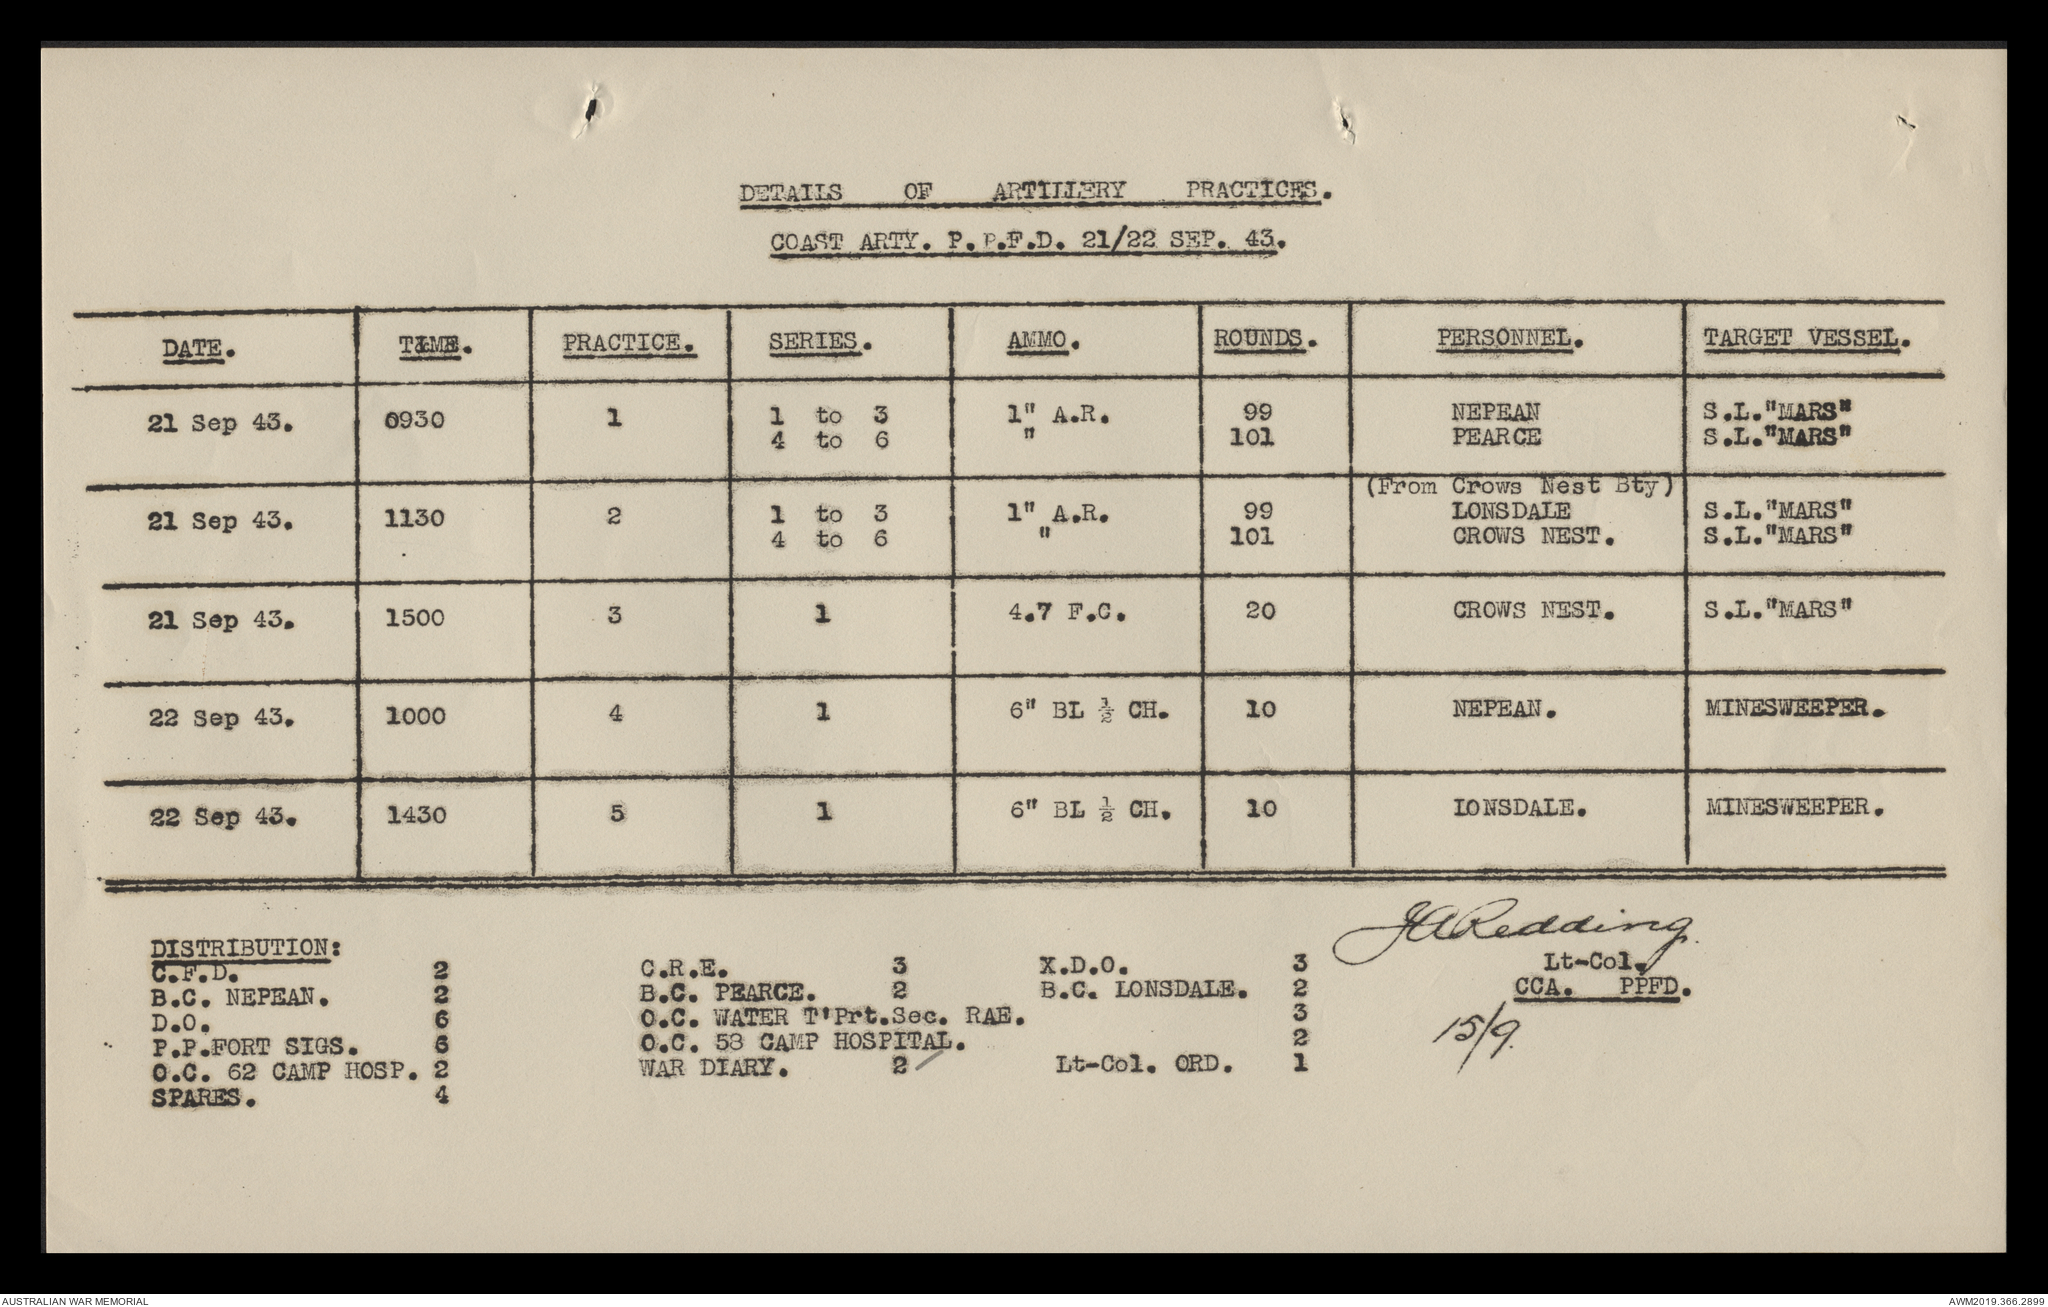 DETAILS OF ARTILLERY PRACTICES.
COAST ARTY. P.P.F.D. 21/22 SEP. 43.
DATE. TIME. PRACTICE. SERIES. AMMO. ROUNDS. PERSONNEL. TARGET VESSEL.
21 Sep 43. 0930 1 1 to 3 1" A.R. 99 NEPEAN S.L."MARS"
4 to 6 " 101 PEARCE S.L."MARS"
(From Crows Nest Bty)
21 Sep 43. 1130 2 1 to 3 1" A.R. 99 LONSDALE S.L."MARS"
4 to 6 " 101 CROWS NEST. S.L."MARS"
21 Sep 43. 1500 3 1 4.7 F.C. 20 CROWS NEST. S.L."MARS"
22 Sep 43. 1000 4 1 6" BL ½ CH. 10 NEPEAN. MINESWEEPER.
22 Sep 43. 1430 5 1 6" BL ½ CH. 10 LONSDALE. MINESWEEPER.
JARedding.
Lt-Col.
CCA. PPFD.
15/9.
DISTRIBUTION:
C.F.D. 2 C.R.E. 3 X.D.O. 3
B.C. NEPEAN. 2 B.C. PEARCE. 2 B.C. LONSDALE. 2
D.O. 6 O.C. WATER T'Prt.Sec. RAE. 3
P.P.FORT SIGS. 6 O.C. 58 CAMP HOSPITAL. 2
O.C. 62 CAMP HOSP. 2 WAR DIARY. 2 Lt-Col. ORD. 1
SPARES. 4
AUSTRALIAN WAR MEMORIAL AWM2019.366.2899